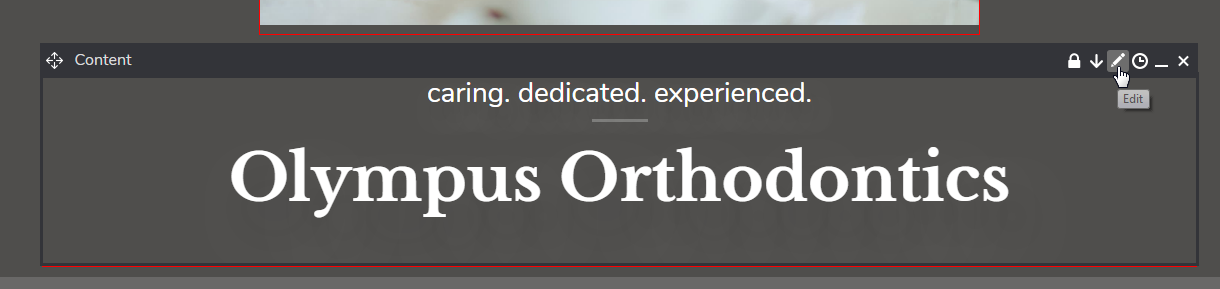 Content
Edit
caring. dedicated. experienced.
Olympus Orthodontics